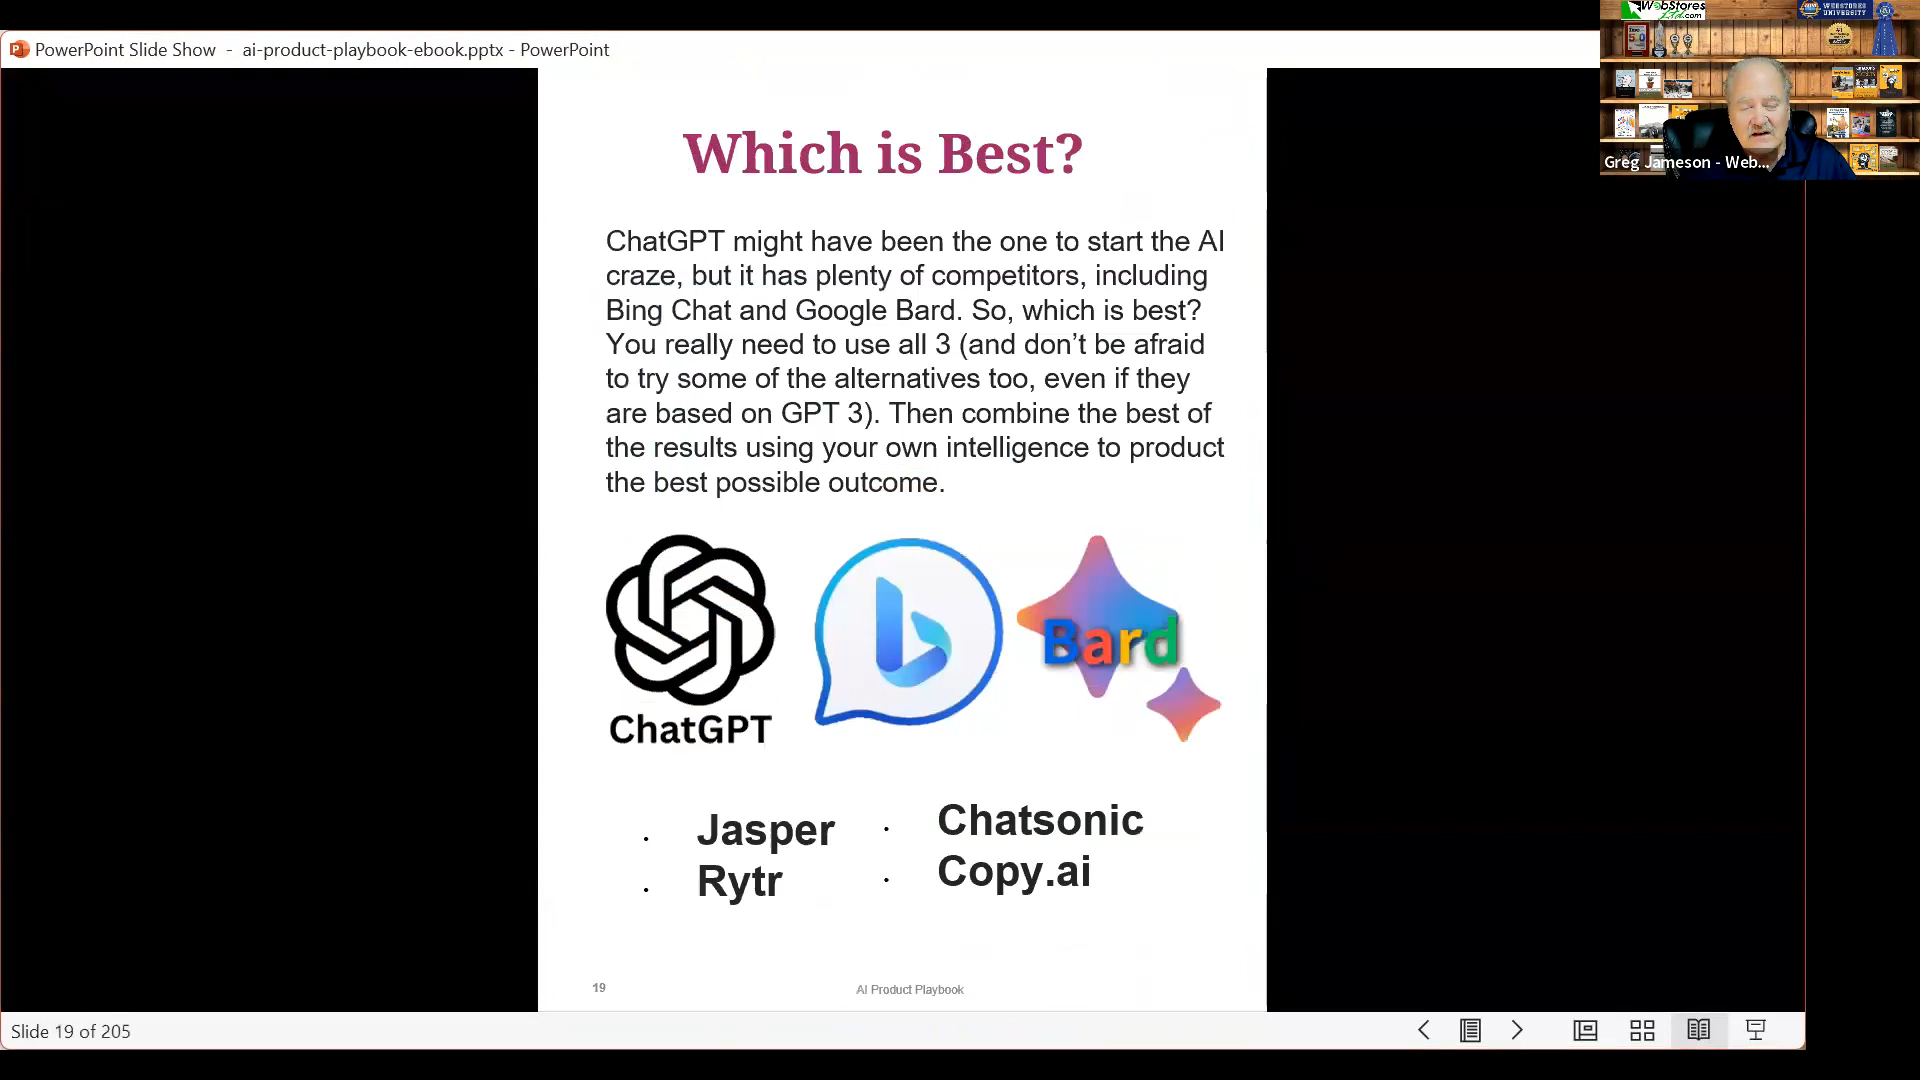 PowerPoint Slide Show - ai-product-playbook-ebook.pptx - PowerPoint
WebStores
Ltd.com
WEBSTORES
UNIVERSITY
Greg Jameson - Web...
Which is Best?
ChatGPT might have been the one to start the AI
craze, but it has plenty of competitors, including
Bing Chat and Google Bard. So, which is best?
You really need to use all 3 (and don’t be afraid
to try some of the alternatives too, even if they
are based on GPT 3). Then combine the best of
the results using your own intelligence to product
the best possible outcome.
ChatGPT
Bard
· Jasper
· Rytr
· Chatsonic
· Copy.ai
19
AI Product Playbook
Slide 19 of 205